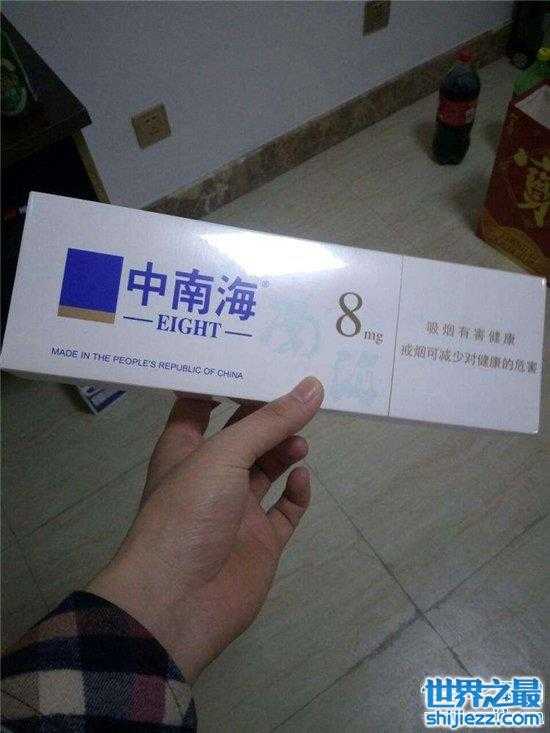 中南海®
EIGHT
8mg
MADE IN THE PEOPLE'S REPUBLIC OF CHINA
吸烟有害健康
戒烟可减少对健康的危害
世界之最
shijiezz.com